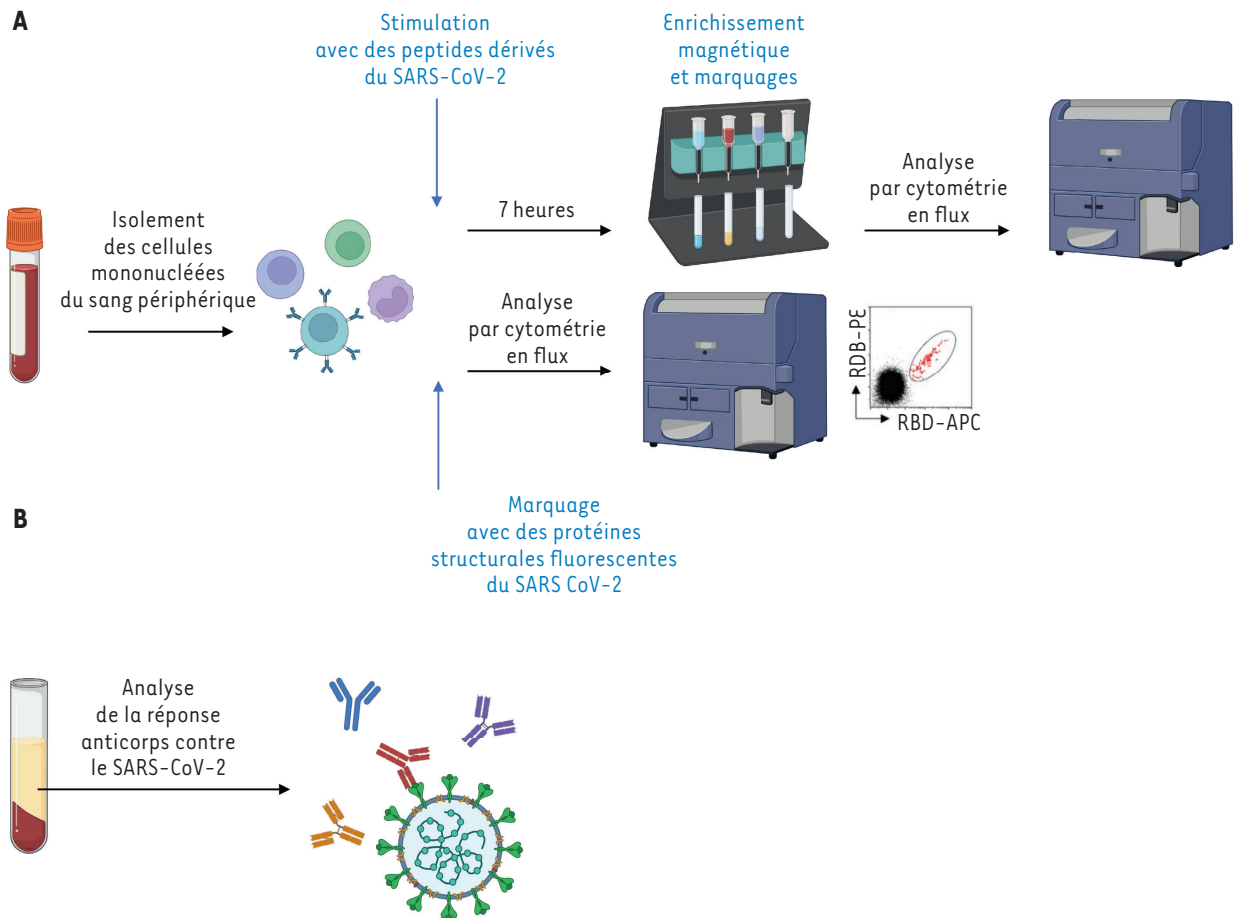 A
Stimulation
avec des peptides dérivés
du SARS-CoV-2
Enrichissement
magnétique
et marquages
Isolement
des cellules
mononucléées
du sang périphérique
7 heures
Analyse
par cytométrie
en flux
Analyse
par cytométrie
en flux
RDB-PE
RBD-APC
Marquage
avec des protéines
structurales fluorescentes
du SARS CoV-2
B
Analyse
de la réponse
anticorps contre
le SARS-CoV-2